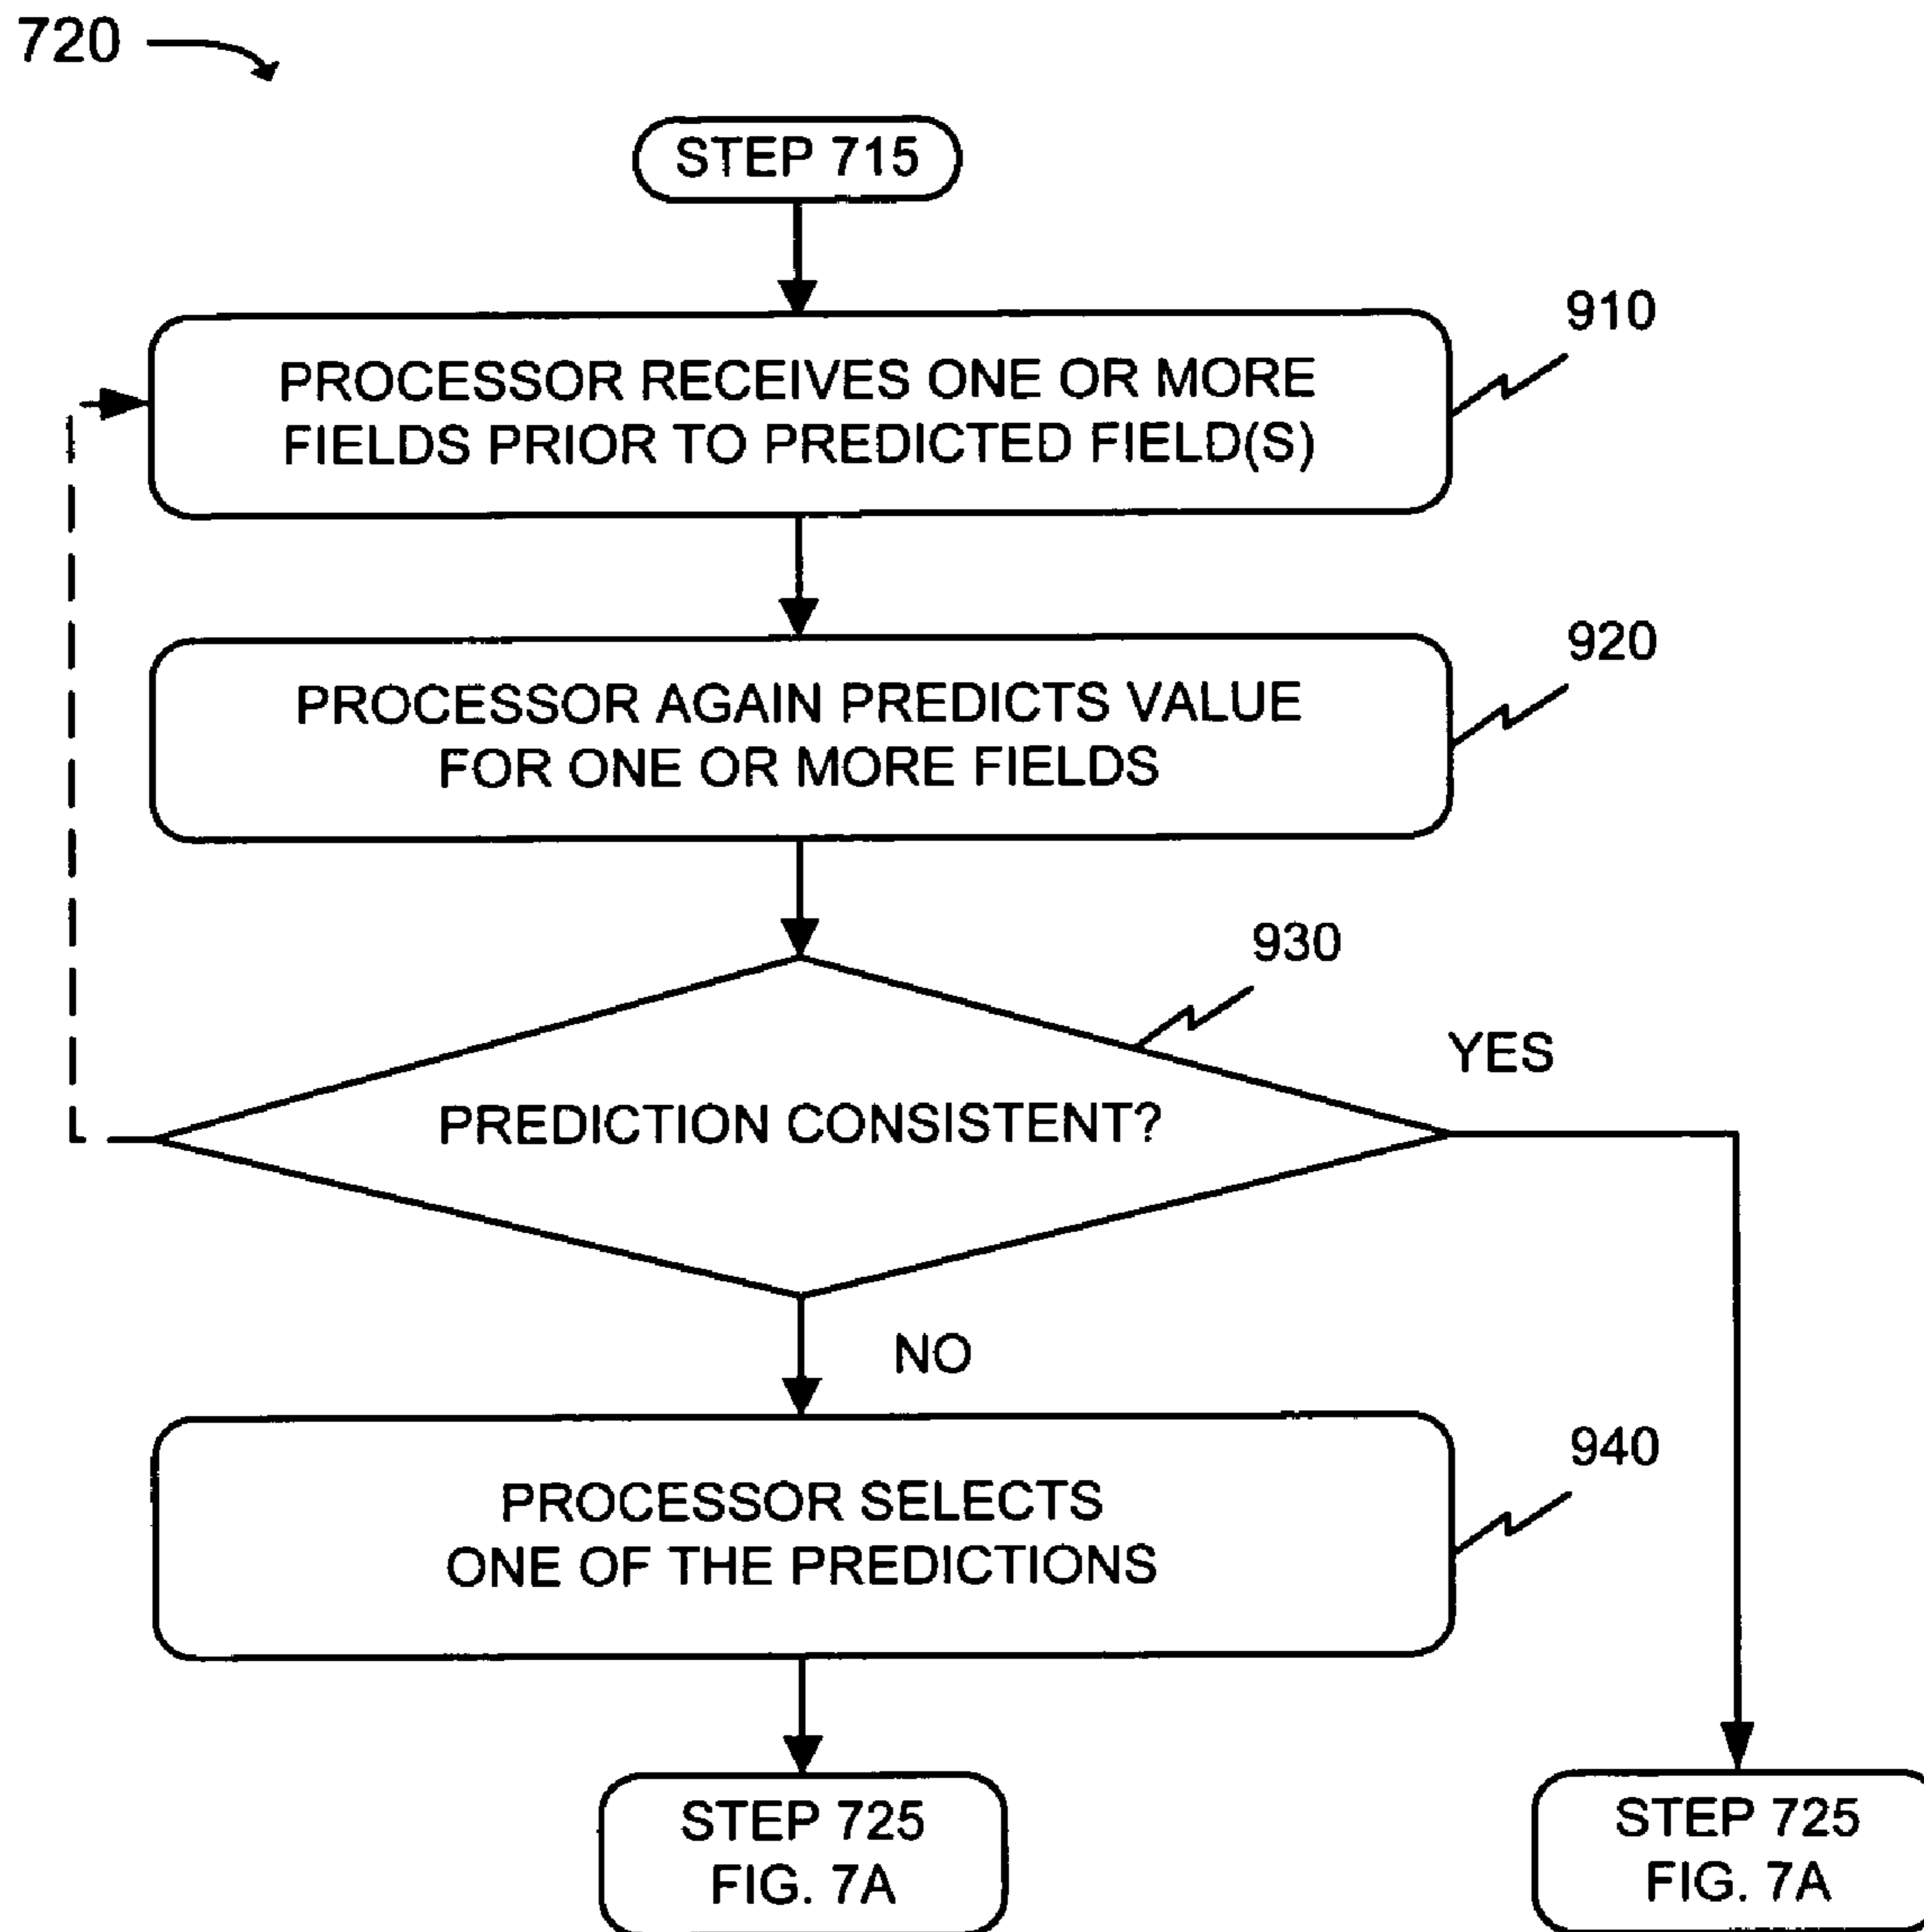 720
STEP 715
910
PROCESSOR RECEIVES ONE OR MORE
FIELDS PRIOR TO PREDICTED FIELD(S)
920
PROCESSOR AGAIN PREDICTS VALUE
FOR ONE OR MORE FIELDS
930
YES
PREDICTION CONSISTENT?
NO
940
PROCESSOR SELECTS
ONE OF THE PREDICTIONS
STEP 725
FIG. 7A
STEP 725
FIG. 7A